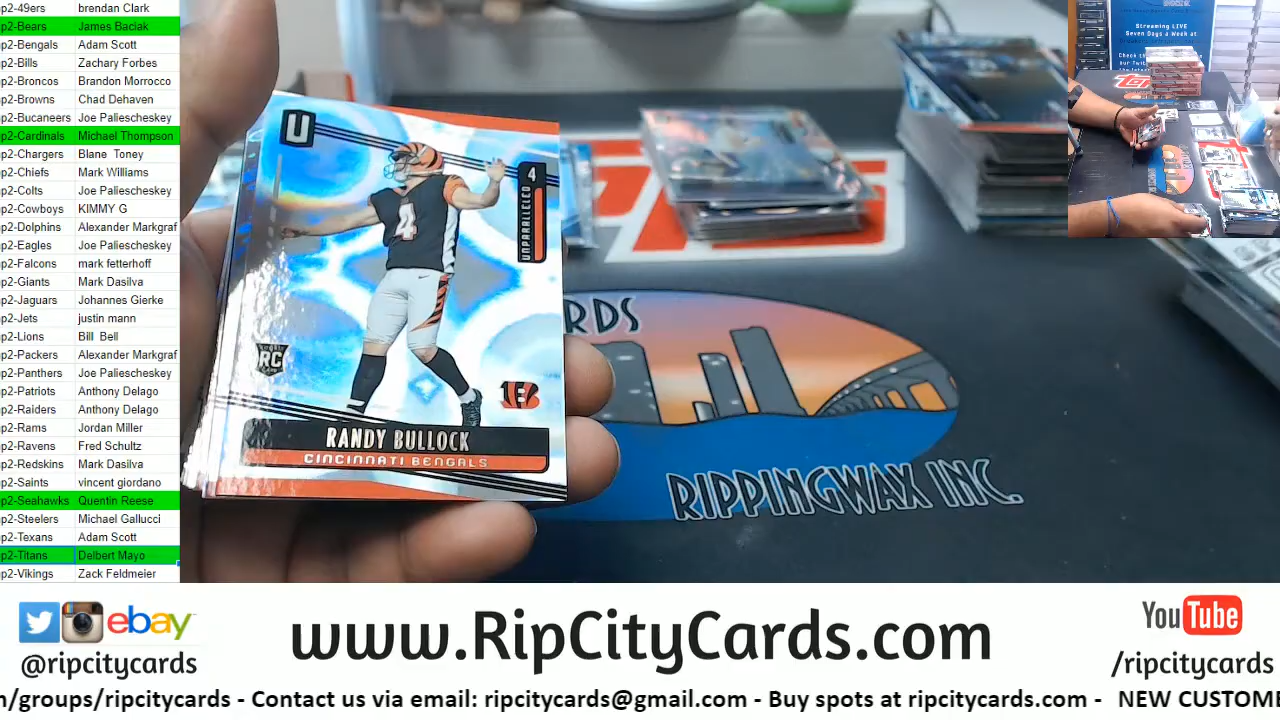 p2-49ers brendan Clark
p2-Bears James Baciak
p2-Bengals Adam Scott
p2-Bills Zachary Forbes
p2-Broncos Brandon Morrocco
p2-Browns Chad Dehaven
p2-Bucaneers Joe Paliescheskey
p2-Cardinals Michael Thompson
p2-Chargers Blane Toney
p2-Chiefs Mark Williams
p2-Colts Joe Paliescheskey
p2-Cowboys KIMMY G
p2-Dolphins Alexander Markgraf
p2-Eagles Joe Paliescheskey
p2-Falcons mark fetterhoff
p2-Giants Mark Dasilva
p2-Jaguars Johannes Gierke
p2-Jets justin mann
p2-Lions Bill Bell
p2-Packers Alexander Markgraf
p2-Panthers Joe Paliescheskey
p2-Patriots Anthony Delago
p2-Raiders Anthony Delago
p2-Rams Jordan Miller
p2-Ravens Fred Schultz
p2-Redskins Mark Dasilva
p2-Saints vincent giordano
p2-Seahawks Quentin Reese
p2-Steelers Michael Gallucci
p2-Texans Adam Scott
p2-Titans Delbert Mayo
p2-Vikings Zack Feldmeier
U
4
UNPARALLELED
4
RC
RANDY BULLOCK
CINCINNATI BENGALS
RDS
RIPPINGWAX INC.
Streaming LIVE
Seven Days a Week at
ebay
@ripcitycards
www.RipCityCards.com
YouTube
/ripcitycards
n/groups/ripcitycards - Contact us via email: ripcitycards@gmail.com - Buy spots at ripcitycards.com - NEW CUSTOME